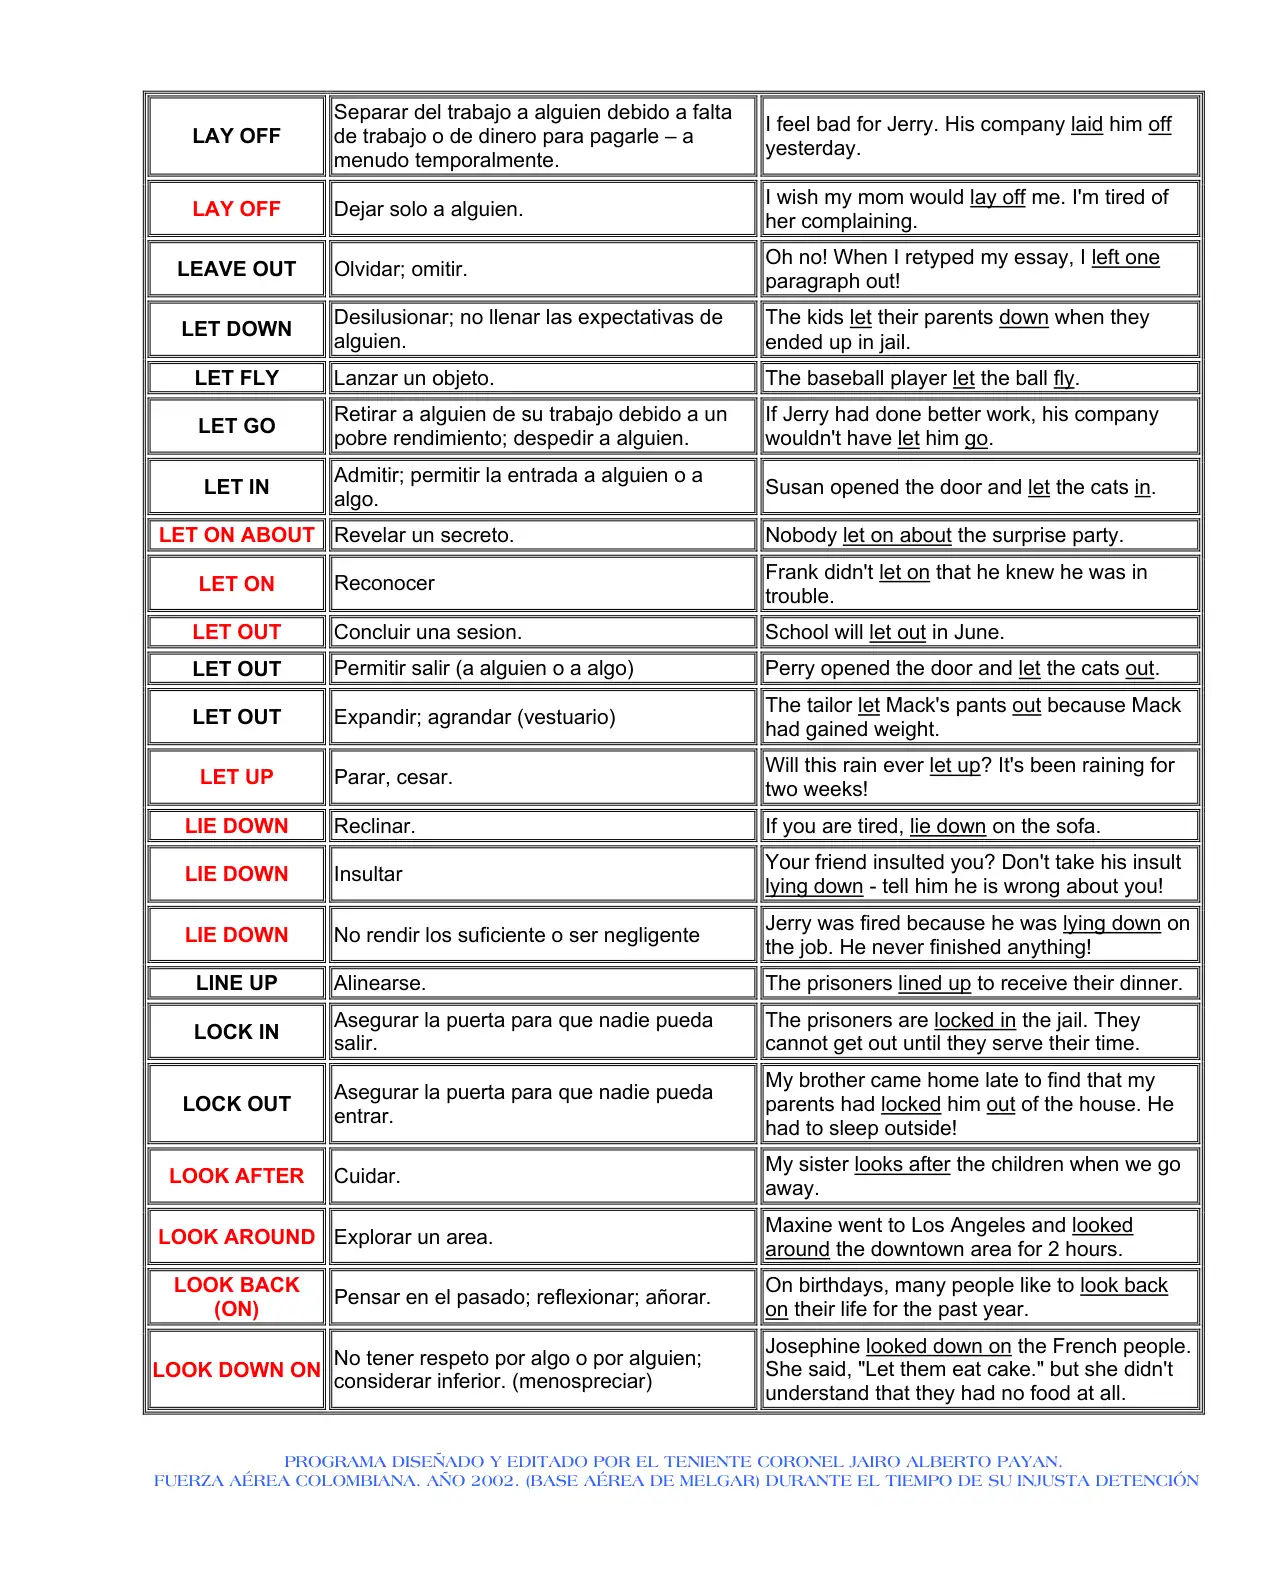 LAY OFF
Separar del trabajo a alguien debido a falta
de trabajo o de dinero para pagarle – a
menudo temporalmente.
I feel bad for Jerry. His company laid him off
yesterday.
LAY OFF
Dejar solo a alguien.
I wish my mom would lay off me. I'm tired of
her complaining.
LEAVE OUT
Olvidar; omitir.
Oh no! When I retyped my essay, I left one
paragraph out!
LET DOWN
Desilusionar; no llenar las expectativas de
alguien.
The kids let their parents down when they
ended up in jail.
LET FLY
Lanzar un objeto.
The baseball player let the ball fly.
LET GO
Retirar a alguien de su trabajo debido a un
pobre rendimiento; despedir a alguien.
If Jerry had done better work, his company
wouldn't have let him go.
LET IN
Admitir; permitir la entrada a alguien o a
algo.
Susan opened the door and let the cats in.
LET ON ABOUT
Revelar un secreto.
Nobody let on about the surprise party.
LET ON
Reconocer
Frank didn't let on that he knew he was in
trouble.
LET OUT
Concluir una sesion.
School will let out in June.
LET OUT
Permitir salir (a alguien o a algo)
Perry opened the door and let the cats out.
LET OUT
Expandir; agrandar (vestuario)
The tailor let Mack's pants out because Mack
had gained weight.
LET UP
Parar, cesar.
Will this rain ever let up? It's been raining for
two weeks!
LIE DOWN
Reclinar.
If you are tired, lie down on the sofa.
LIE DOWN
Insultar
Your friend insulted you? Don't take his insult
lying down - tell him he is wrong about you!
LIE DOWN
No rendir los suficiente o ser negligente
Jerry was fired because he was lying down on
the job. He never finished anything!
LINE UP
Alinearse.
The prisoners lined up to receive their dinner.
LOCK IN
Asegurar la puerta para que nadie pueda
salir.
The prisoners are locked in the jail. They
cannot get out until they serve their time.
LOCK OUT
Asegurar la puerta para que nadie pueda
entrar.
My brother came home late to find that my
parents had locked him out of the house. He
had to sleep outside!
LOOK AFTER
Cuidar.
My sister looks after the children when we go
away.
LOOK AROUND
Explorar un area.
Maxine went to Los Angeles and looked
around the downtown area for 2 hours.
LOOK BACK
(ON)
Pensar en el pasado; reflexionar; añorar.
On birthdays, many people like to look back
on their life for the past year.
LOOK DOWN ON
No tener respeto por algo o por alguien;
considerar inferior. (menospreciar)
Josephine looked down on the French people.
She said, "Let them eat cake." but she didn't
understand that they had no food at all.
PROGRAMA DISEÑADO Y EDITADO POR EL TENIENTE CORONEL JAIRO ALBERTO PAYAN.
FUERZA AÉREA COLOMBIANA. AÑO 2002. (BASE AÉREA DE MELGAR) DURANTE EL TIEMPO DE SU INJUSTA DETENCIÓN